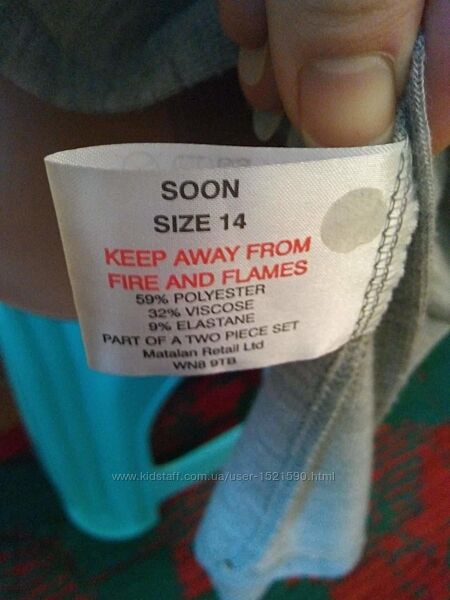 SOON
SIZE 14
KEEP AWAY FROM
FIRE AND FLAMES
59% POLYESTER
32% VISCOSE
9% ELASTANE
PART OF A TWO PIECE SET
Matalan Retail Ltd
WN8 9TB
www.kidstaff.com.ua/user-1521590.html